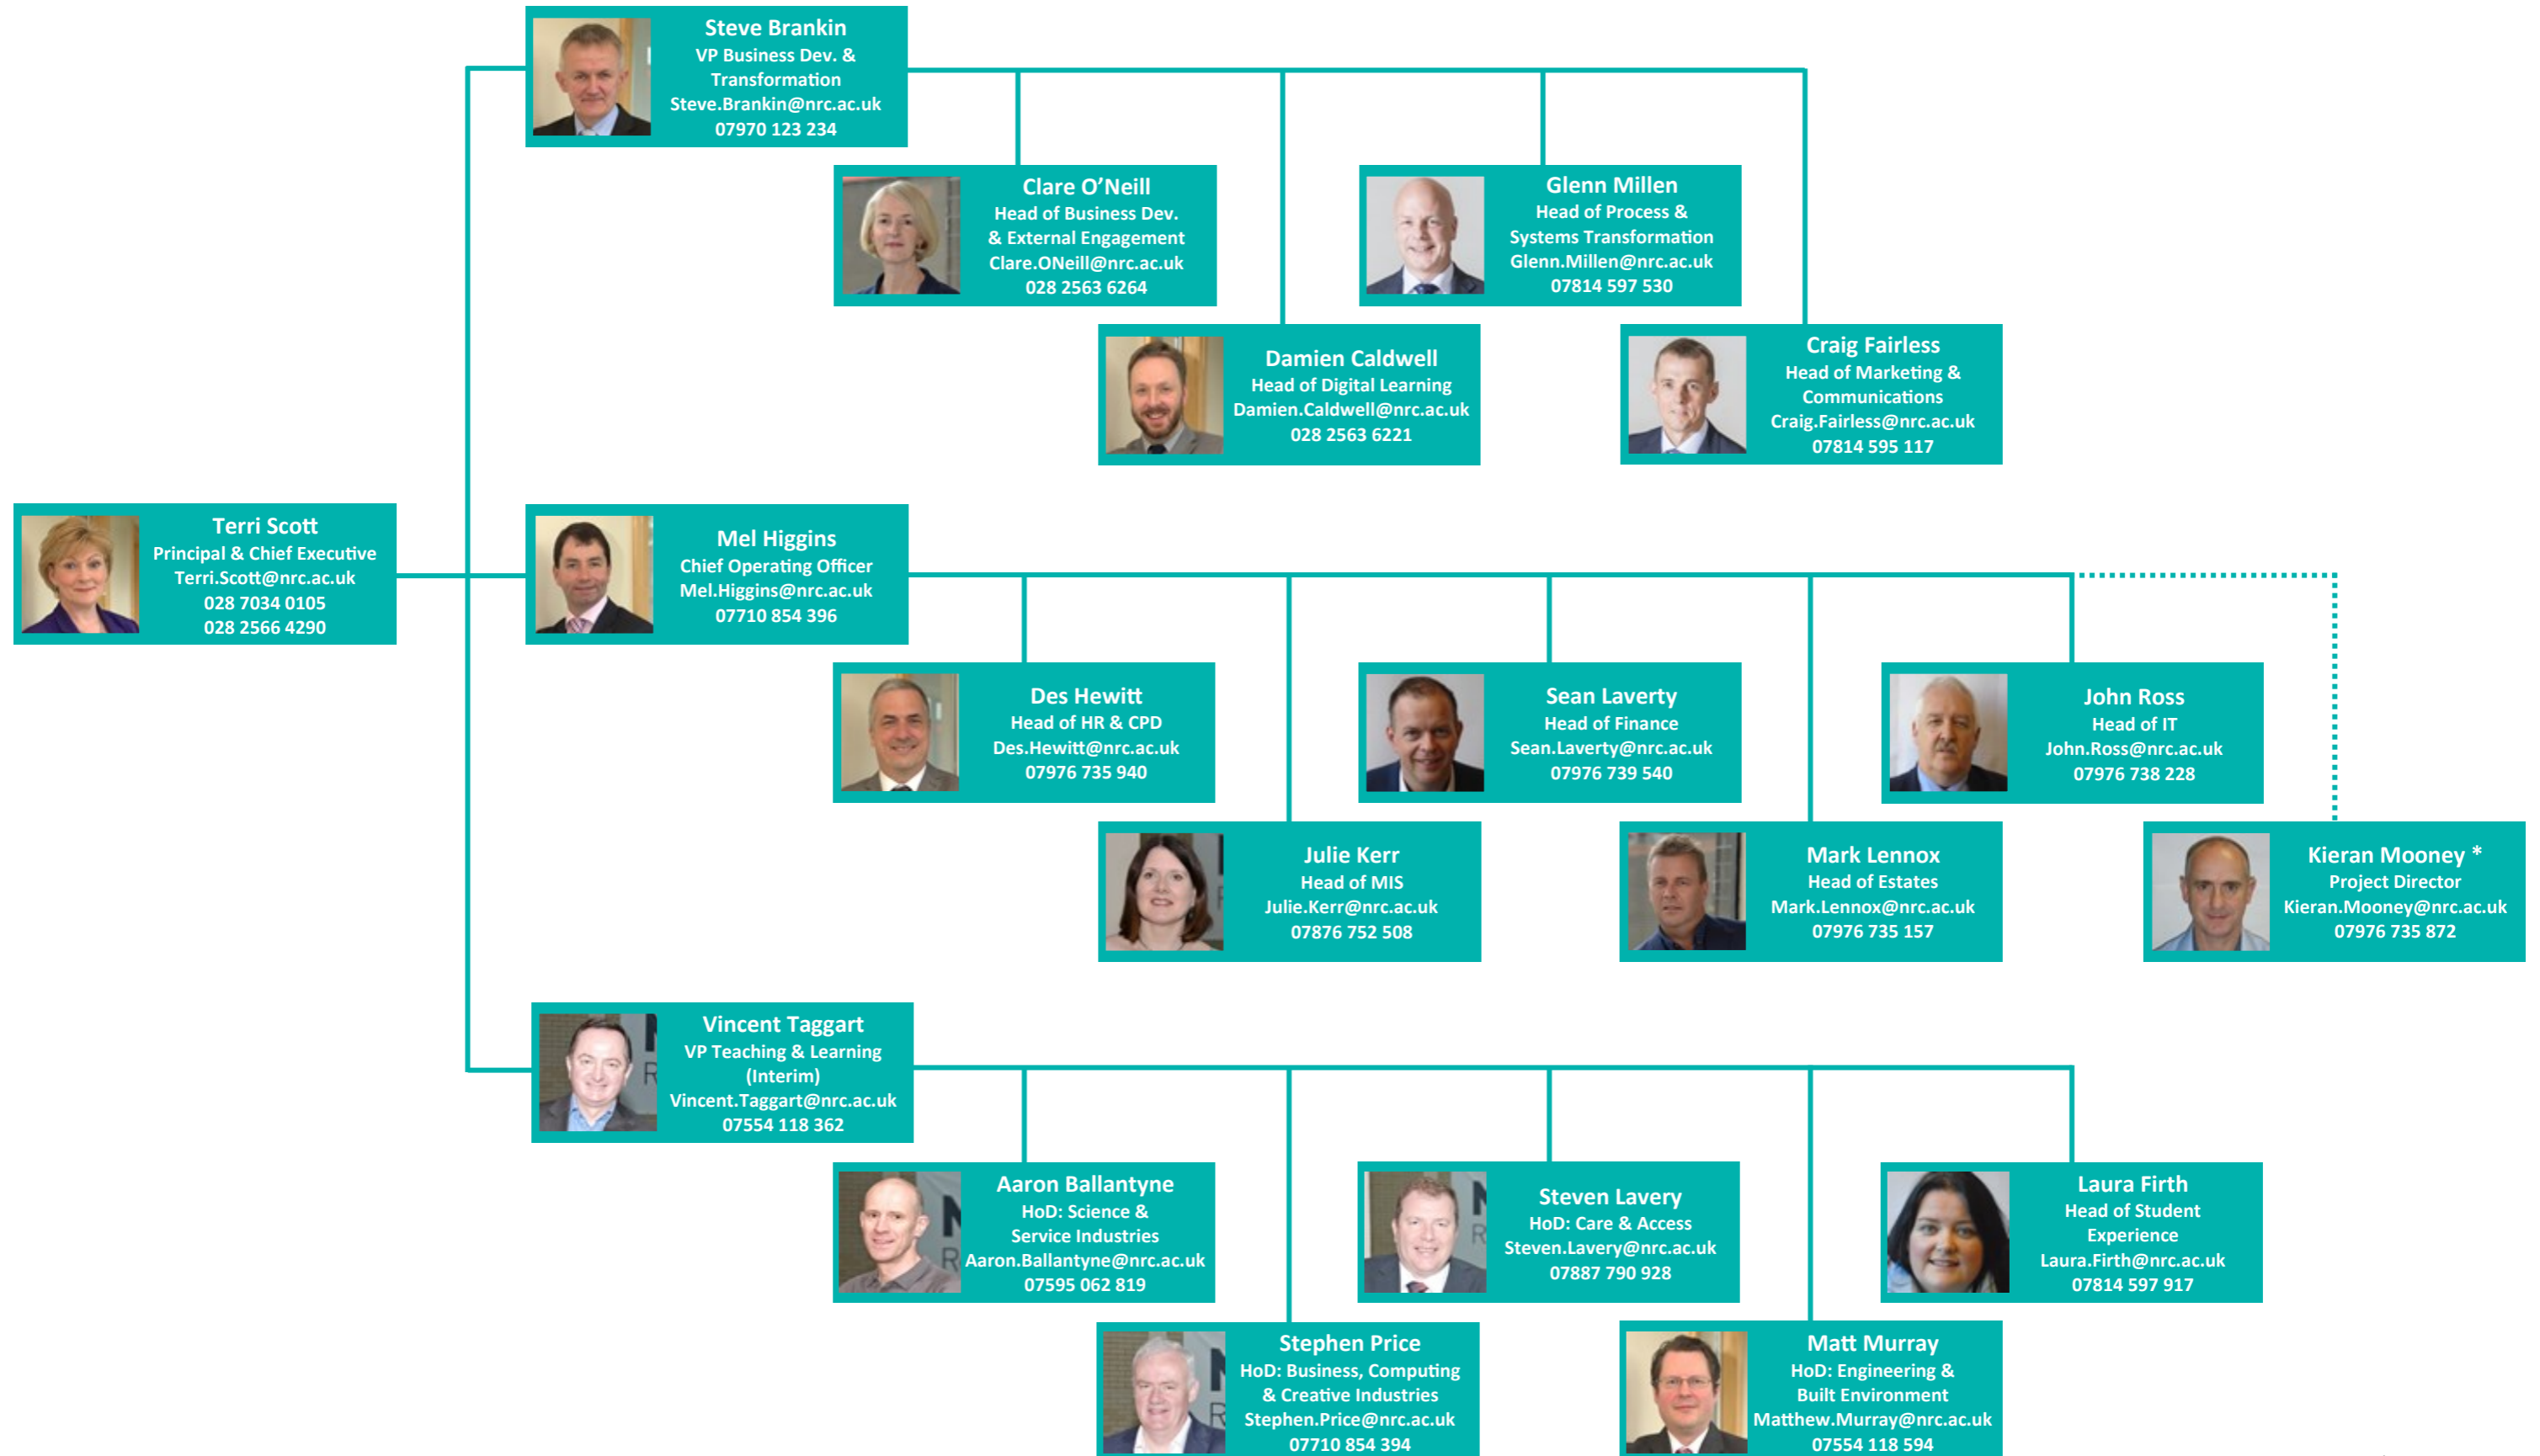 Steve Brankin
VP Business Dev. &
Transformation
Steve.Brankin@nrc.ac.uk
07970 123 234
Clare O’Neill
Head of Business Dev.
& External Engagement
Clare.ONeill@nrc.ac.uk
028 2563 6264
Glenn Millen
Head of Process &
Systems Transformation
Glenn.Millen@nrc.ac.uk
07814 597 530
Damien Caldwell
Head of Digital Learning
Damien.Caldwell@nrc.ac.uk
028 2563 6221
Craig Fairless
Head of Marketing &
Communications
Craig.Fairless@nrc.ac.uk
07814 595 117
Terri Scott
Principal & Chief Executive
Terri.Scott@nrc.ac.uk
028 7034 0105
028 2566 4290
Mel Higgins
Chief Operating Officer
Mel.Higgins@nrc.ac.uk
07710 854 396
Des Hewitt
Head of HR & CPD
Des.Hewitt@nrc.ac.uk
07976 735 940
Sean Laverty
Head of Finance
Sean.Laverty@nrc.ac.uk
07976 739 540
John Ross
Head of IT
John.Ross@nrc.ac.uk
07976 738 228
Julie Kerr
Head of MIS
Julie.Kerr@nrc.ac.uk
07876 752 508
Mark Lennox
Head of Estates
Mark.Lennox@nrc.ac.uk
07976 735 157
Kieran Mooney *
Project Director
Kieran.Mooney@nrc.ac.uk
07976 735 872
Vincent Taggart
VP Teaching & Learning
(Interim)
Vincent.Taggart@nrc.ac.uk
07554 118 362
Aaron Ballantyne
HoD: Science &
Service Industries
Aaron.Ballantyne@nrc.ac.uk
07595 062 819
Steven Lavery
HoD: Care & Access
Steven.Lavery@nrc.ac.uk
07887 790 928
Laura Firth
Head of Student
Experience
Laura.Firth@nrc.ac.uk
07814 597 917
Stephen Price
HoD: Business, Computing
& Creative Industries
Stephen.Price@nrc.ac.uk
07710 854 394
Matt Murray
HoD: Engineering &
Built Environment
Matthew.Murray@nrc.ac.uk
07554 118 594